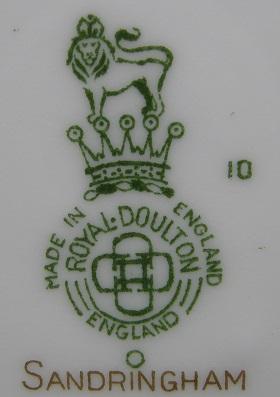 10
MADE IN ENGLAND
ROYAL·DOULTON
ENGLAND
SANDRINGHAM